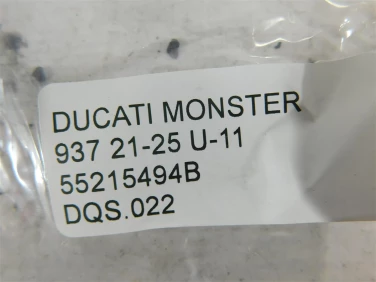 DUCATI MONSTER
937 21-25 U-11
55215494B
DQS.022